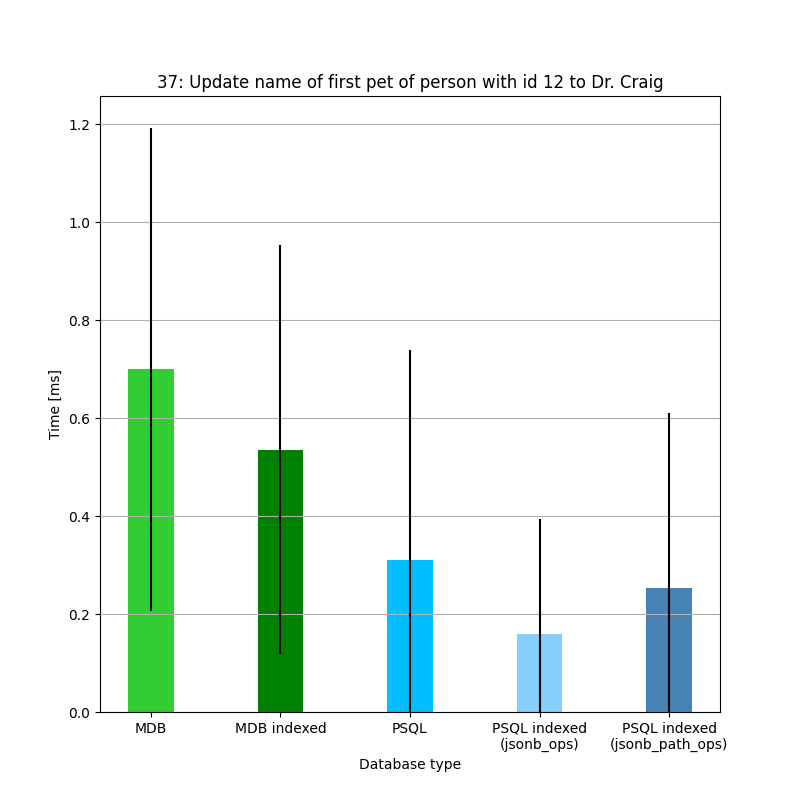 37: Update name of first pet of person with id 12 to Dr. Craig
1.2
1.0
0.8
0.6
0.4
0.2
0.0
Time [ms]
MDB
MDB indexed
PSQL
PSQL indexed
(jsonb_ops)
PSQL indexed
(jsonb_path_ops)
Database type